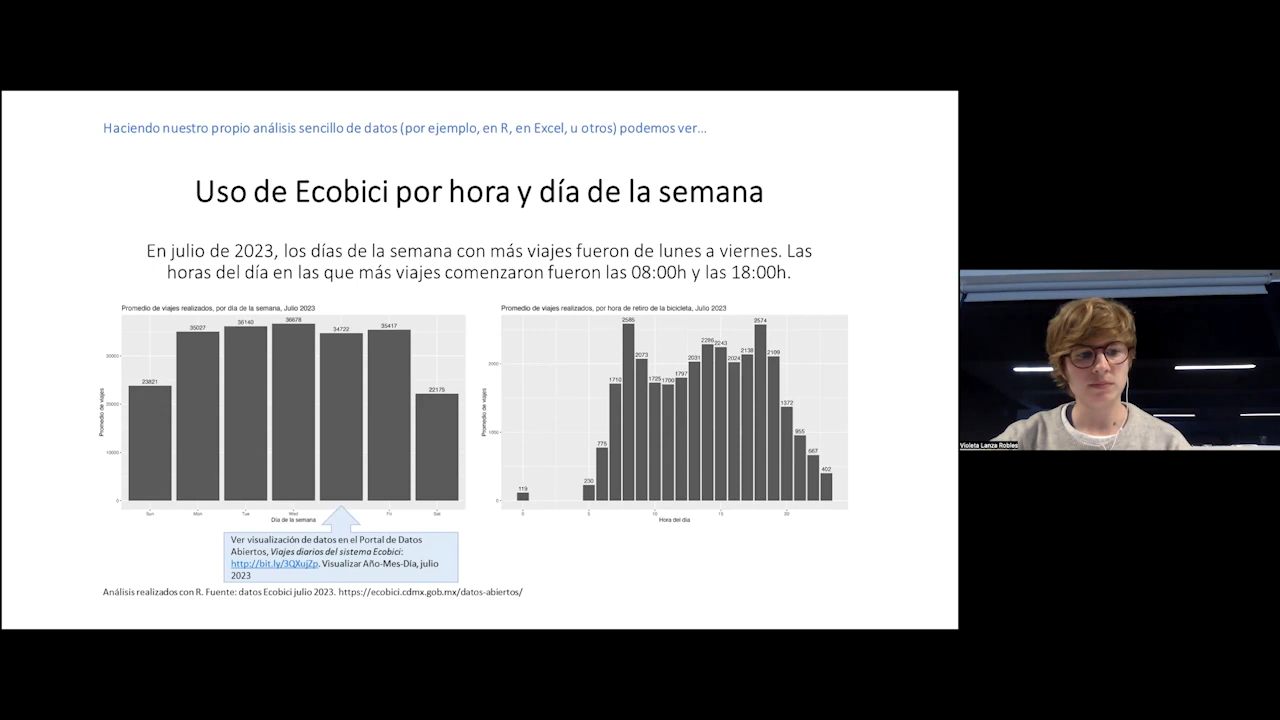 Haciendo nuestro propio análisis sencillo de datos (por ejemplo, en R, en Excel, u otros) podemos ver...
Uso de Ecobici por hora y día de la semana
En julio de 2023, los días de la semana con más viajes fueron de lunes a viernes. Las
horas del día en las que más viajes comenzaron fueron las 08:00h y las 18:00h.
Promedio de viajes realizados, por día de la semana, Julio 2023
Promedio de viajes
30000
20000
10000
0
23821
35027
36140
36678
34722
35417
22175
Sun
Mon
Tue
Wed
Fri
Sat
Día de la semana
Promedio de viajes realizados, por hora de retiro de la bicicleta, Julio 2023
Promedio de viajes
2000
1000
0
119
230
775
1710
2585
2073
1725
1700
1797
2031
2286
2243
2024
2138
2574
2109
1372
955
667
402
0
5
10
15
20
Hora del día
Ver visualización de datos en el Portal de Datos
Abiertos, Viajes diarios del sistema Ecobici:
http://bit.ly/3QXujZp. Visualizar Año-Mes-Día, julio
2023
Análisis realizados con R. Fuente: datos Ecobici julio 2023. https://ecobici.cdmx.gob.mx/datos-abiertos/
Violeta Lanza Robles